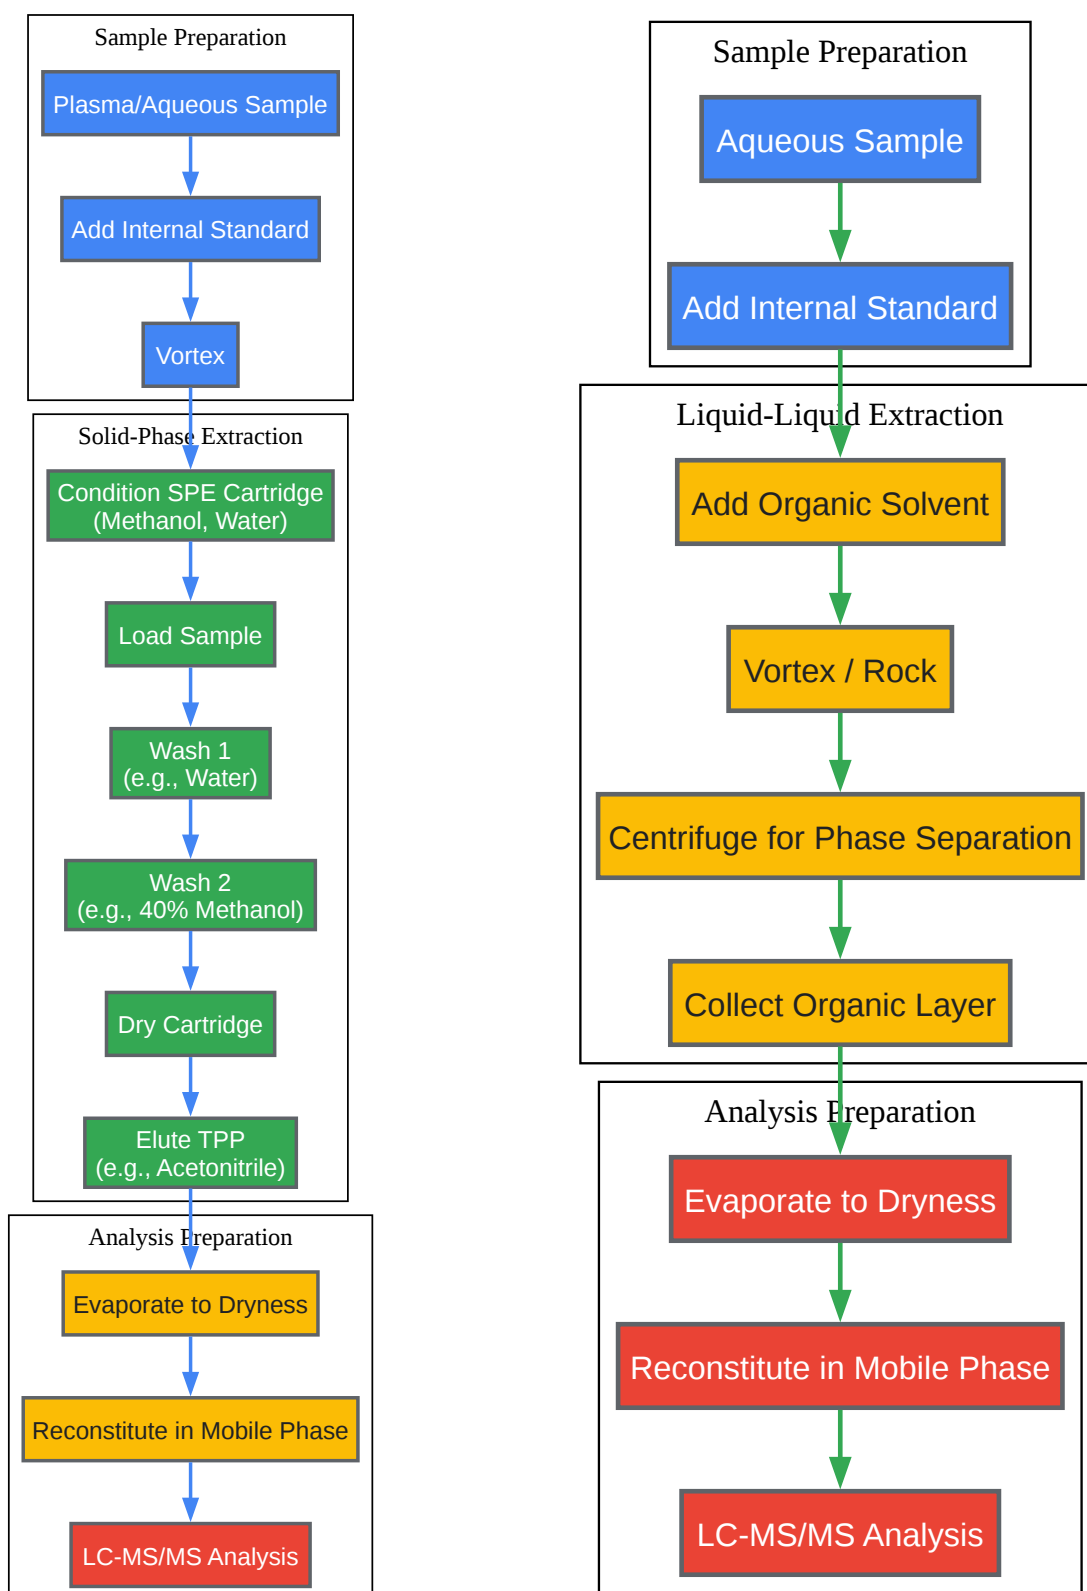 Sample Preparation
Plasma/Aqueous Sample
Add Internal Standard
Vortex
Solid-Phase Extraction
Condition SPE Cartridge
(Methanol, Water)
Load Sample
Wash 1
(e.g., Water)
Wash 2
(e.g., 40% Methanol)
Dry Cartridge
Elute TPP
(e.g., Acetonitrile)
Analysis Preparation
Evaporate to Dryness
Reconstitute in Mobile Phase
LC-MS/MS Analysis
Sample Preparation
Aqueous Sample
Add Internal Standard
Liquid-Liquid Extraction
Add Organic Solvent
Vortex / Rock
Centrifuge for Phase Separation
Collect Organic Layer
Analysis Preparation
Evaporate to Dryness
Reconstitute in Mobile Phase
LC-MS/MS Analysis